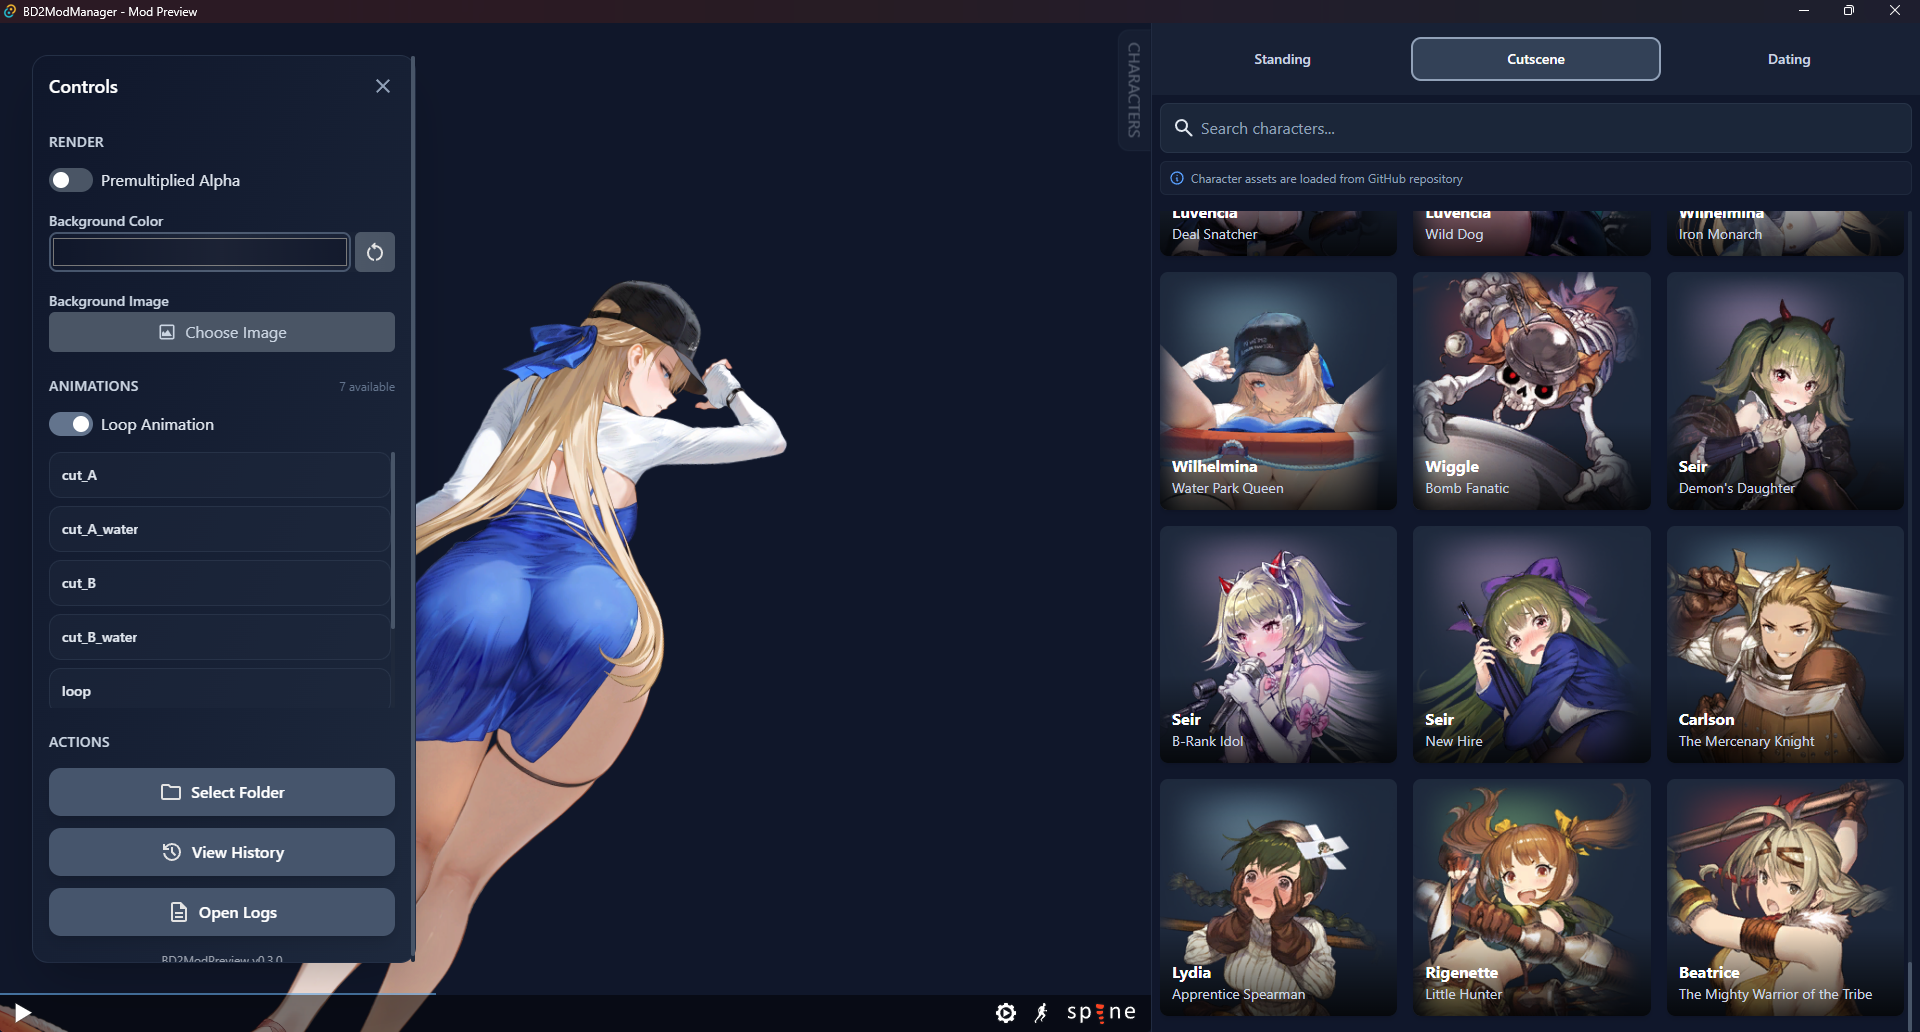 BD2ModManager - Mod Preview
Controls
RENDER
Premultiplied Alpha
Background Color
Background Image
Choose Image
ANIMATIONS
7 available
Loop Animation
cut_A
cut_A_water
cut_B
cut_B_water
loop
ACTIONS
Select Folder
View History
Open Logs
BD2ModPreview v0.3.0
spine
CHARACTERS
Standing
Cutscene
Dating
Search characters...
Character assets are loaded from GitHub repository
Luvencia
Deal Snatcher
Luvencia
Wild Dog
Wilhelmina
Iron Monarch
Wilhelmina
Water Park Queen
Wiggle
Bomb Fanatic
Seir
Demon's Daughter
Seir
B-Rank Idol
Seir
New Hire
Carlson
The Mercenary Knight
Lydia
Apprentice Spearman
Rigenette
Little Hunter
Beatrice
The Mighty Warrior of the Tribe